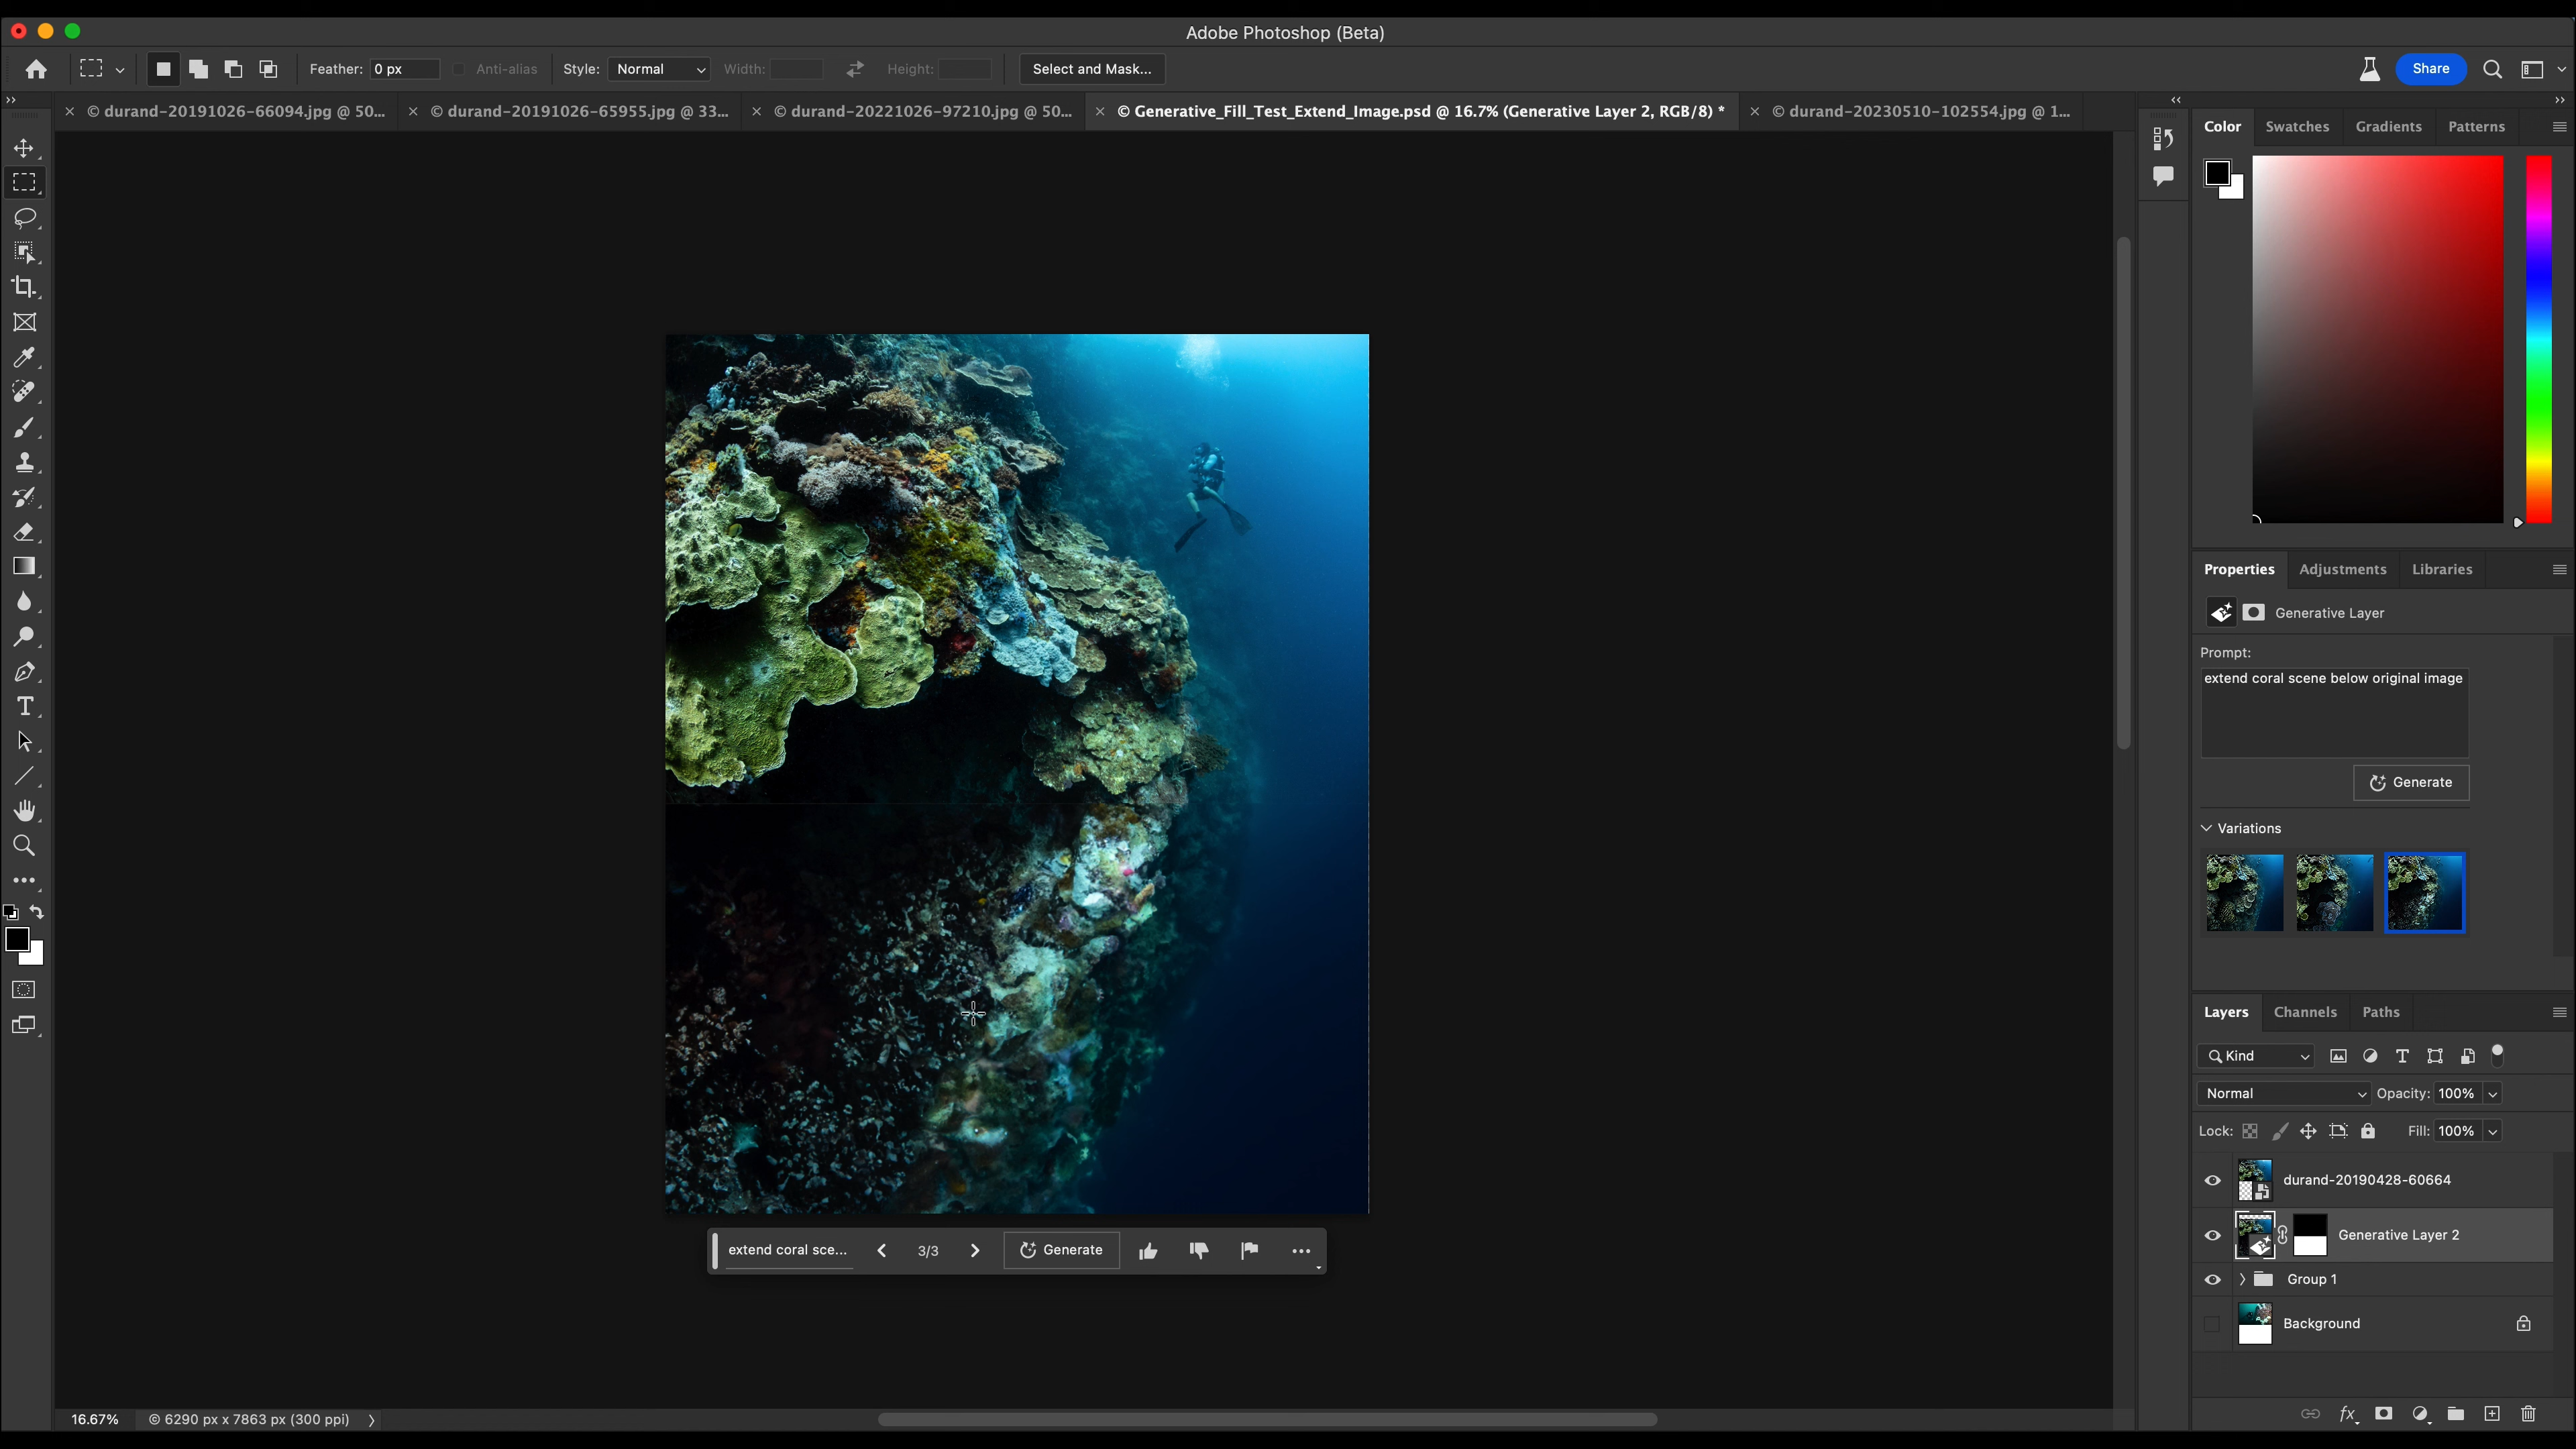 Adobe Photoshop (Beta)
Feather: 0 px Anti-alias Style: Normal Width: Height: Select and Mask... Share
× © durand-20191026-66094.jpg @ 50... × © durand-20191026-65955.jpg @ 33... × © durand-20221026-97210.jpg @ 50... × © Generative_Fill_Test_Extend_Image.psd @ 16.7% (Generative Layer 2, RGB/8) * × © durand-20230510-102554.jpg @ 1...
Color Swatches Gradients Patterns
Properties Adjustments Libraries
Generative Layer
Prompt:
extend coral scene below original image
Generate
Variations
Layers Channels Paths
Kind
Normal Opacity: 100%
Lock: Fill: 100%
durand-20190428-60664
Generative Layer 2
Group 1
Background
fx
extend coral sce... 3/3 Generate
16.67% © 6290 px x 7863 px (300 ppi)